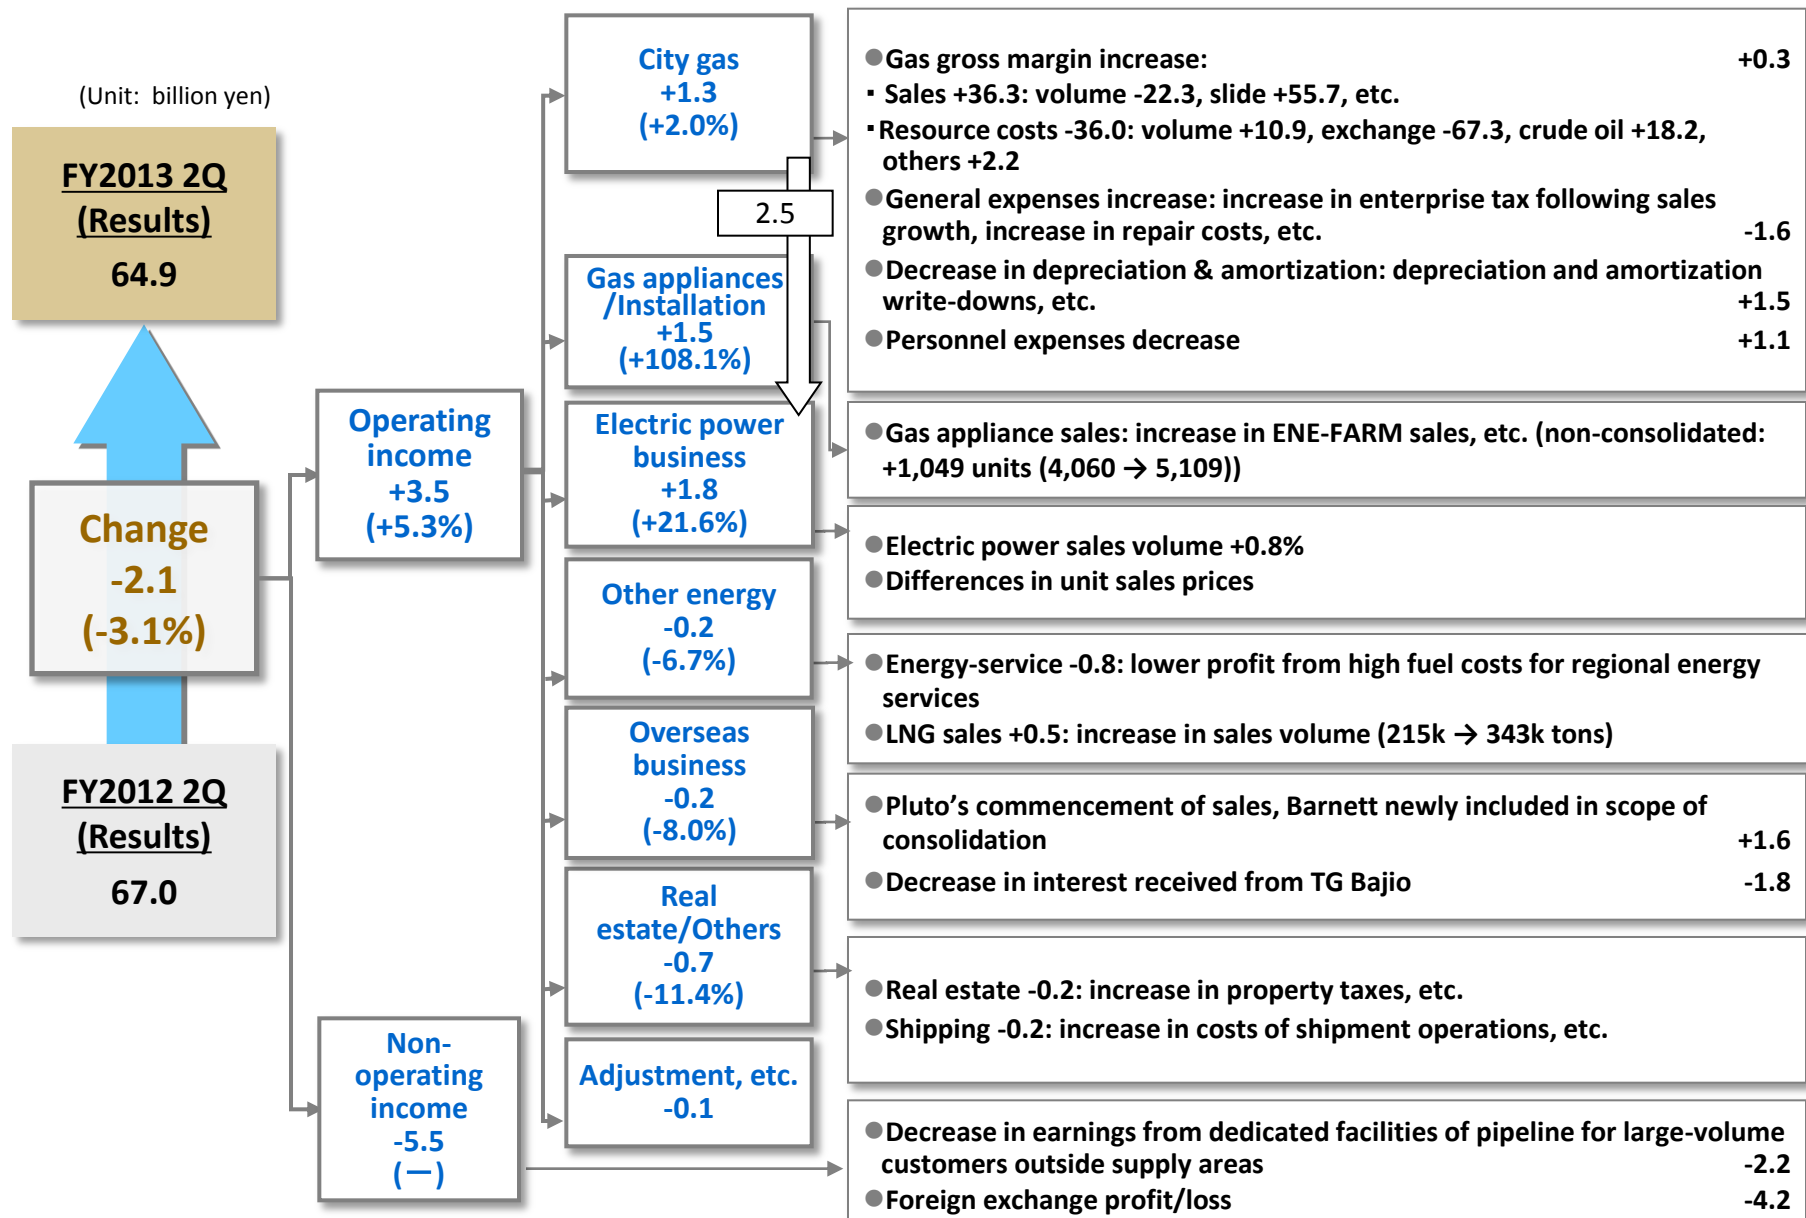 (Unit: billion yen)
FY2013 2Q
(Results)
64.9
Change
-2.1
(-3.1%)
FY2012 2Q
(Results)
67.0
Operating
income
+3.5
(+5.3%)
Non-
operating
income
-5.5
(—)
City gas
+1.3
(+2.0%)
2.5
Gas appliances
/Installation
+1.5
(+108.1%)
Electric power
business
+1.8
(+21.6%)
Other energy
-0.2
(-6.7%)
Overseas
business
-0.2
(-8.0%)
Real
estate/Others
-0.7
(-11.4%)
Adjustment, etc.
-0.1
●Gas gross margin increase: +0.3
・Sales +36.3: volume -22.3, slide +55.7, etc.
・Resource costs -36.0: volume +10.9, exchange -67.3, crude oil +18.2,
others +2.2
●General expenses increase: increase in enterprise tax following sales
growth, increase in repair costs, etc. -1.6
●Decrease in depreciation & amortization: depreciation and amortization
write-downs, etc. +1.5
●Personnel expenses decrease +1.1
●Gas appliance sales: increase in ENE-FARM sales, etc. (non-consolidated:
+1,049 units (4,060 → 5,109))
●Electric power sales volume +0.8%
●Differences in unit sales prices
●Energy-service -0.8: lower profit from high fuel costs for regional energy
services
●LNG sales +0.5: increase in sales volume (215k → 343k tons)
●Pluto's commencement of sales, Barnett newly included in scope of
consolidation +1.6
●Decrease in interest received from TG Bajio -1.8
●Real estate -0.2: increase in property taxes, etc.
●Shipping -0.2: increase in costs of shipment operations, etc.
●Decrease in earnings from dedicated facilities of pipeline for large-volume
customers outside supply areas -2.2
●Foreign exchange profit/loss -4.2